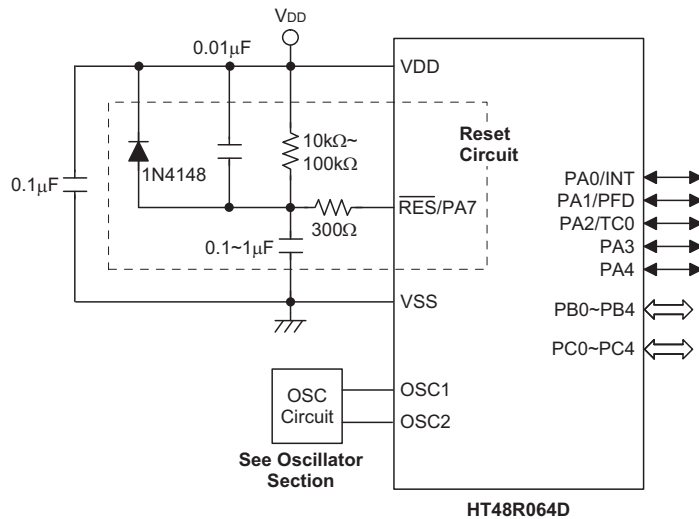 VDD
0.01μF
VDD
Reset
Circuit
10kΩ~
100kΩ
1N4148
0.1μF
PA0/INT
R̅E̅S̅/PA7
PA1/PFD
300Ω
PA2/TC0
0.1~1μF
PA3
PA4
VSS
PB0~PB4
PC0~PC4
OSC
Circuit
OSC1
OSC2
See Oscillator
Section
HT48R064D